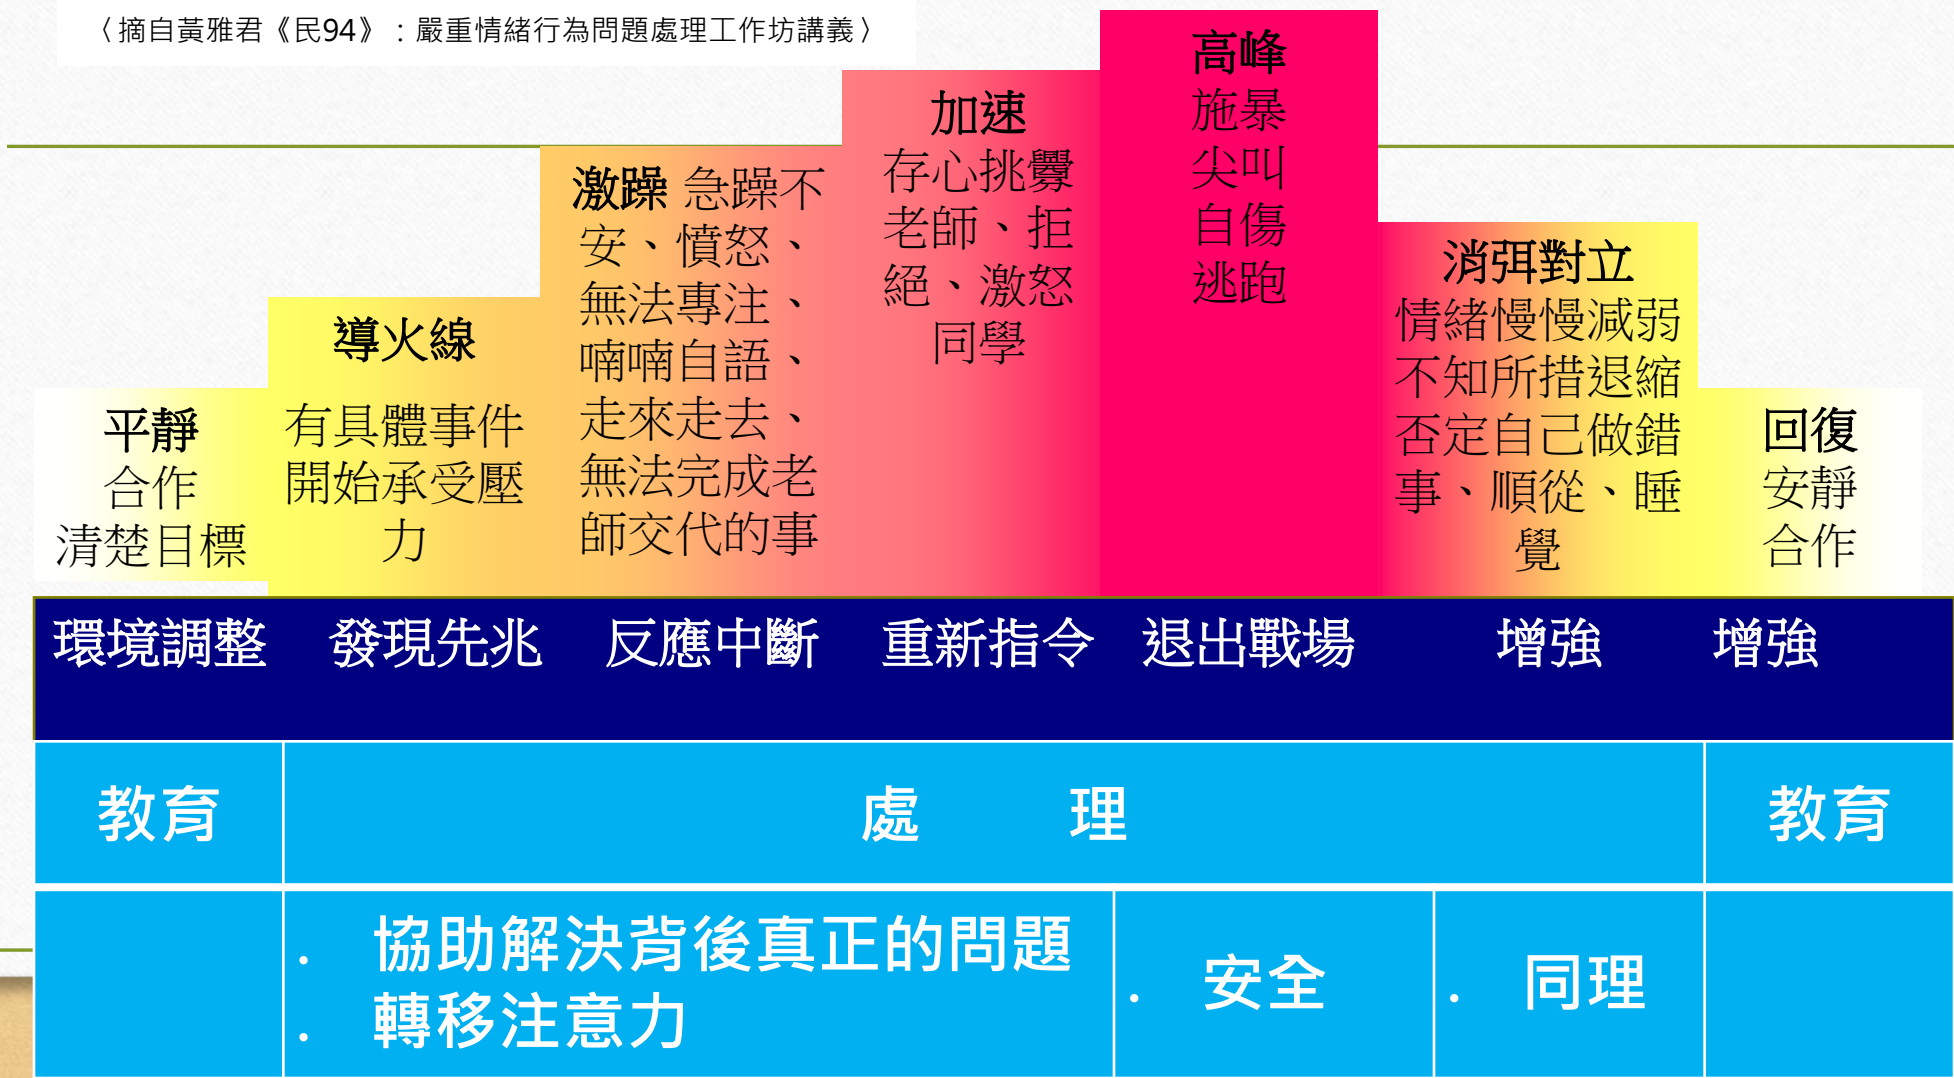 〈摘自黃雅君《民94》：嚴重情緒行為問題處理工作坊講義〉
平靜
合作
清楚目標
導火線
有具體事件
開始承受壓
力
激躁 急躁不
安、憤怒、
無法專注、
喃喃自語、
走來走去、
無法完成老
師交代的事
加速
存心挑釁
老師、拒
絕、激怒
同學
高峰
施暴
尖叫
自傷
逃跑
消弭對立
情緒慢慢減弱
不知所措退縮
否定自己做錯
事、順從、睡
覺
回復
安靜
合作
環境調整 發現先兆 反應中斷 重新指令 退出戰場 增強 增強
教育 處 理 教育
. 協助解決背後真正的問題
. 轉移注意力
. 安全
. 同理